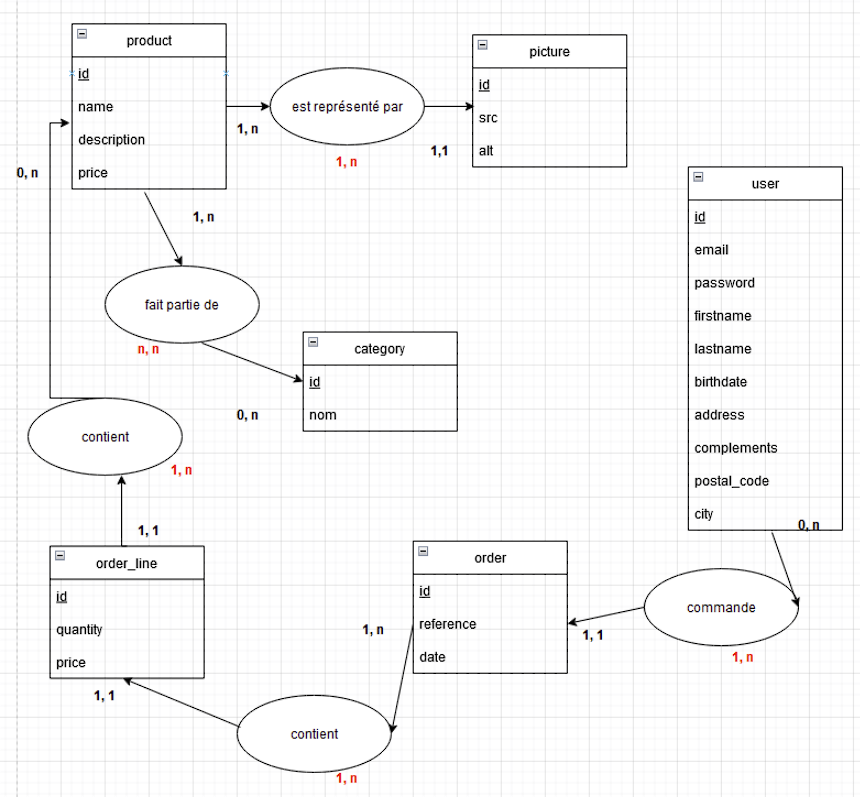 product
id
name
description
price
est représenté par
1, n
1, n
1,1
picture
id
src
alt
0, n
1, n
fait partie de
n, n
category
id
nom
0, n
contient
1, n
1, 1
user
id
email
password
firstname
lastname
birthdate
address
complements
postal_code
city
0, n
order_line
id
quantity
price
1, 1
order
id
reference
date
1, n
1, 1
commande
1, n
contient
1, n